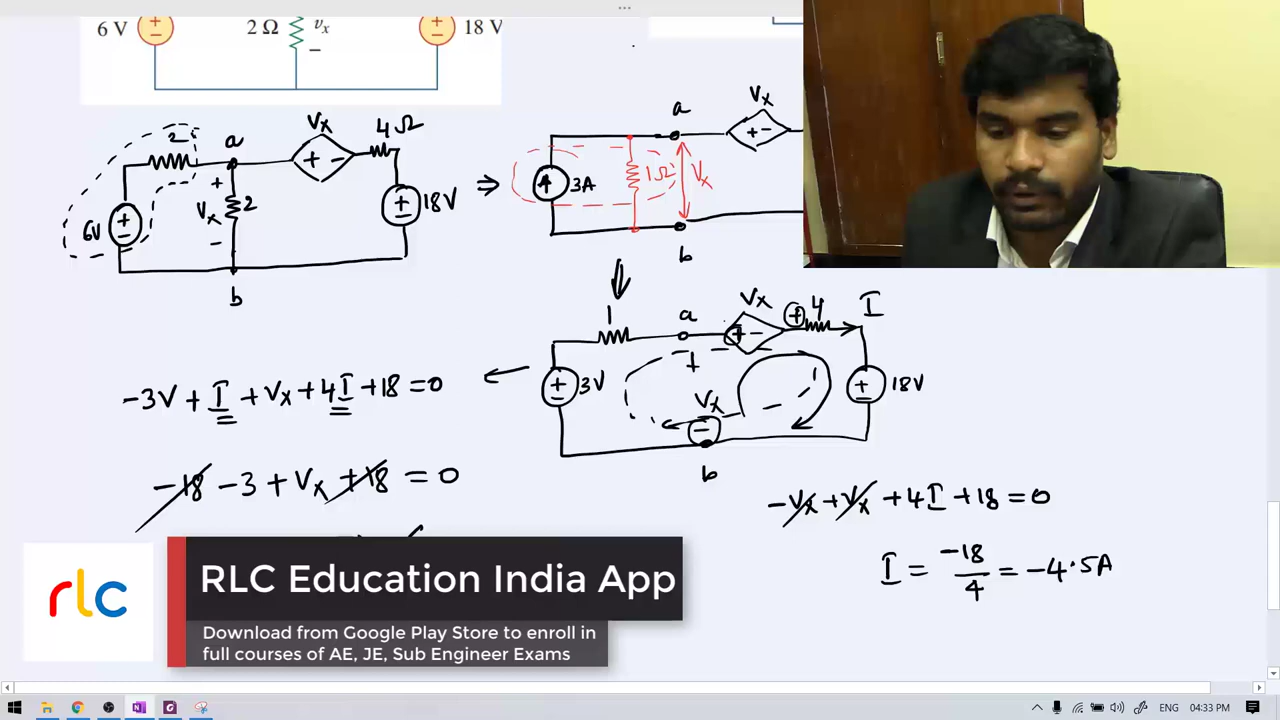 6 V
2 Ω
vₓ
18 V
2
a
Vx
4 Ω
6V
Vx
2
18V
b
⇒
a
Vx
3A
1Ω
Vx
b
1
a
Vx
4
I
3V
Vx
18V
b
-3V + I + Vx + 4I + 18 = 0
-18 - 3 + Vx + 18 = 0
-Vx + Vx + 4I + 18 = 0
I = -18/4 = -4.5A
rlc
RLC Education India App
Download from Google Play Store to enroll in
full courses of AE, JE, Sub Engineer Exams
ENG
04:33 PM